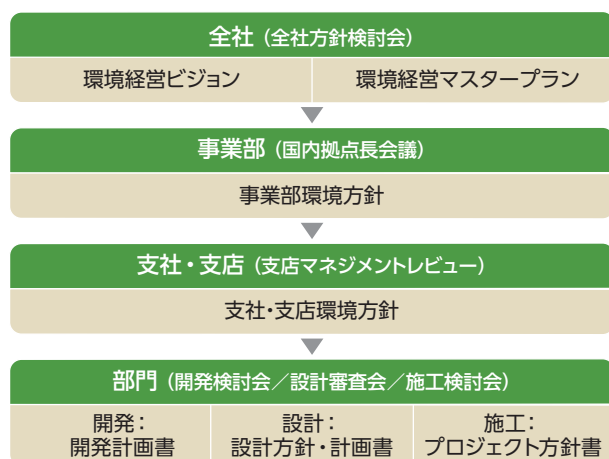 全社（全社方針検討会）
環境経営ビジョン
環境経営マスタープラン
事業部（国内拠点長会議）
事業部環境方針
支社・支店（支店マネジメントレビュー）
支社・支店環境方針
部門（開発検討会／設計審査会／施工検討会）
開発：
開発計画書
設計：
設計方針・計画書
施工：
プロジェクト方針書